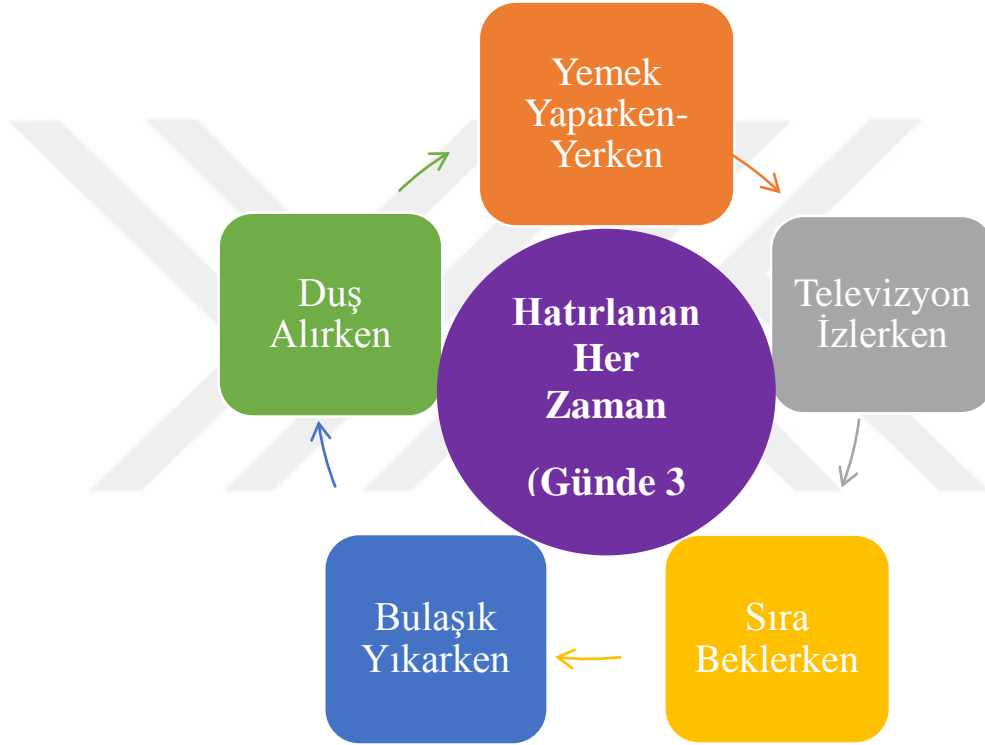 Yemek
Yaparken-
Yerken
Televizyon
İzlerken
Sıra
Beklerken
Bulaşık
Yıkarken
Duş
Alırken
Hatırlanan
Her
Zaman
(Günde 3